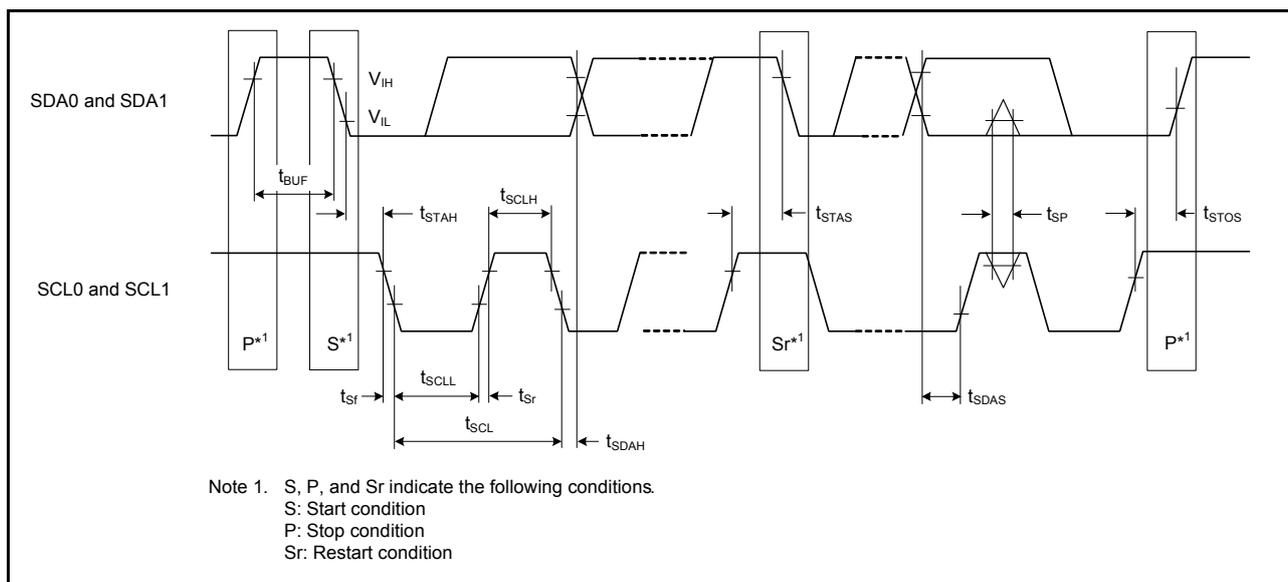 SDA0 and SDA1
VIH
VIL
tBUF
tSTAH
tSCLH
tSTAS
tSP
tSTOS
SCL0 and SCL1
P*1
S*1
Sr*1
P*1
tSf
tSCLL
tSr
tSDAS
tSCL
tSDAH
Note 1. S, P, and Sr indicate the following conditions.
S: Start condition
P: Stop condition
Sr: Restart condition